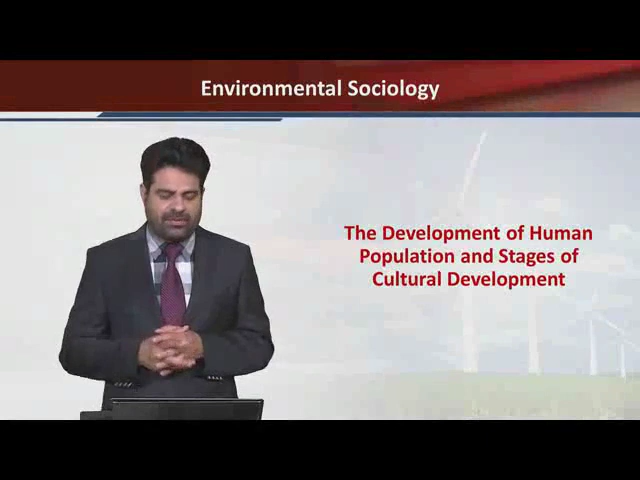 Environmental Sociology
The Development of Human
Population and Stages of
Cultural Development